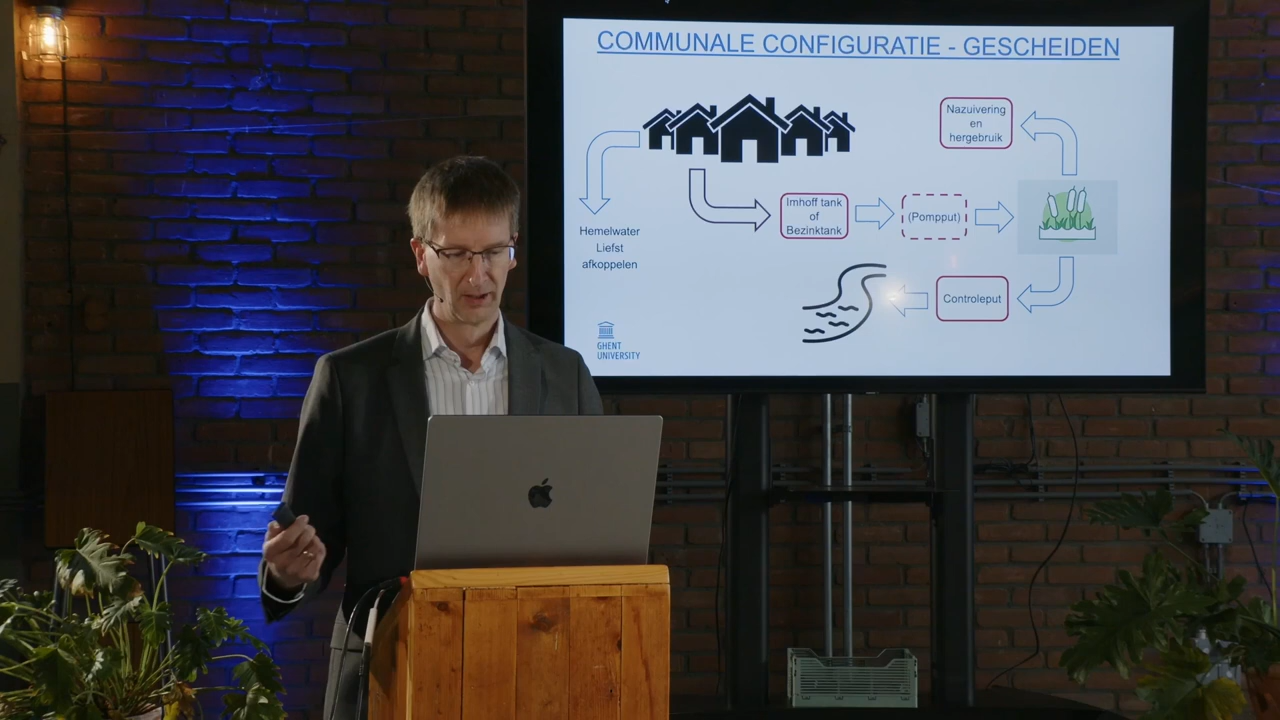 COMMUNALE CONFIGURATIE - GESCHEIDEN
Nazuivering
en
hergebruik
Imhoff tank
of
Bezinktank
(Pompput)
Hemelwater
Liefst
afkoppelen
Controleput
GHENT
UNIVERSITY